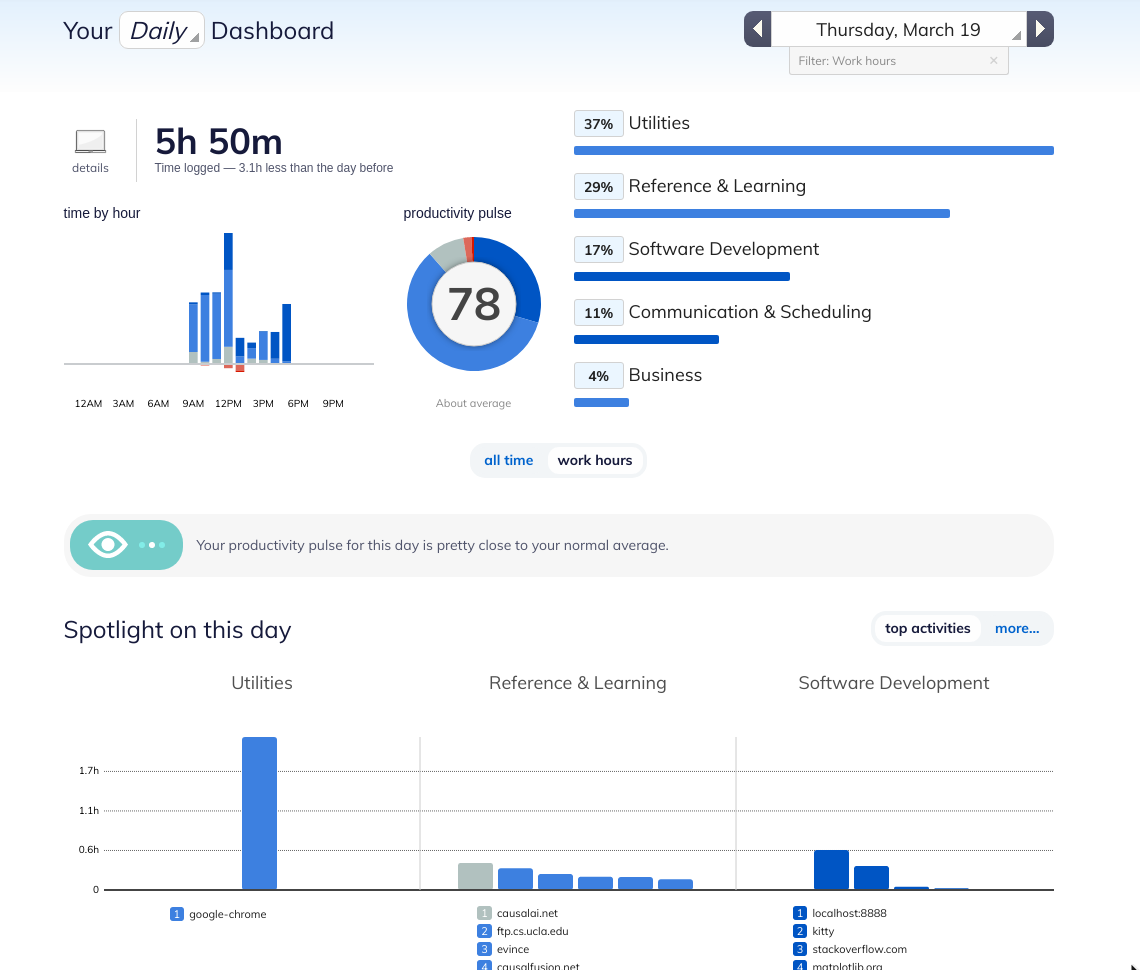 Your Daily Dashboard
Thursday, March 19
Filter: Work hours ×
details
5h 50m
Time logged — 3.1h less than the day before
37% Utilities
29% Reference & Learning
17% Software Development
11% Communication & Scheduling
4% Business
time by hour
12AM 3AM 6AM 9AM 12PM 3PM 6PM 9PM
productivity pulse
78
About average
all time work hours
Your productivity pulse for this day is pretty close to your normal average.
Spotlight on this day
top activities more...
Utilities Reference & Learning Software Development
1.7h
1.1h
0.6h
0
1 google-chrome
1 causalai.net
2 ftp.cs.ucla.edu
3 evince
4 causalfusion.net
1 localhost:8888
2 kitty
3 stackoverflow.com
4 matplotlib.org